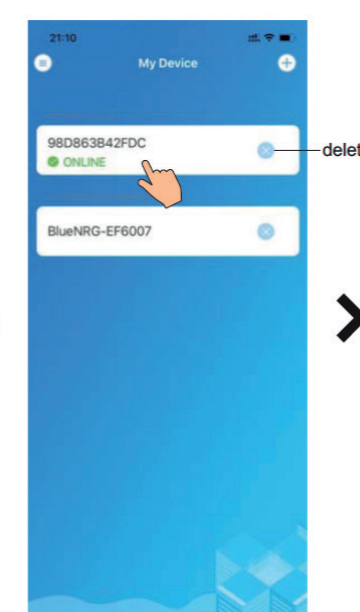 21:10
My Device
98D863B42FDC
ONLINE
delet
BlueNRG-EF6007